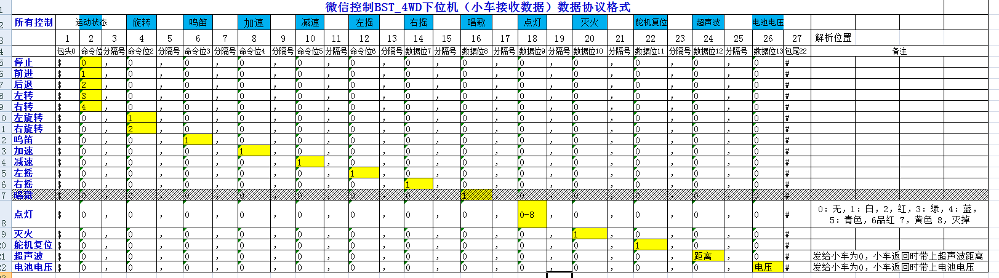 微信控制BST_4WD下位机（小车接收数据）数据协议格式
所有控制 运动状态 旋转 鸣笛 加速 减速 左摇 右摇 唱歌 点灯 灭火 舵机复位 超声波 电池电压
1 2 3 4 5 6 7 8 9 10 11 12 13 14 15 16 17 18 19 20 21 22 23 24 25 26 27 解析位置
包头0 命令位 分隔号 命令位2 分隔号 命令位3 分隔号 命令位4 分隔号 命令位5 分隔号 命令位6 分隔号 数据位7 分隔号 数据位8 分隔号 数据位9 分隔号 数据位10 分隔号 数据位11 分隔号 数据位12 分隔号 数据位13 包尾22 备注
停止 $ 0 ， 0 ， 0 ， 0 ， 0 ， 0 ， 0 ， 0 ， 0 ， 0 ， 0 ， 0 ， 0 #
前进 $ 1 ， 0 ， 0 ， 0 ， 0 ， 0 ， 0 ， 0 ， 0 ， 0 ， 0 ， 0 ， 0 #
后退 $ 2 ， 0 ， 0 ， 0 ， 0 ， 0 ， 0 ， 0 ， 0 ， 0 ， 0 ， 0 ， 0 #
左转 $ 3 ， 0 ， 0 ， 0 ， 0 ， 0 ， 0 ， 0 ， 0 ， 0 ， 0 ， 0 ， 0 #
右转 $ 4 ， 0 ， 0 ， 0 ， 0 ， 0 ， 0 ， 0 ， 0 ， 0 ， 0 ， 0 ， 0 #
左旋转 $ 0 ， 1 ， 0 ， 0 ， 0 ， 0 ， 0 ， 0 ， 0 ， 0 ， 0 ， 0 ， 0 #
右旋转 $ 0 ， 2 ， 0 ， 0 ， 0 ， 0 ， 0 ， 0 ， 0 ， 0 ， 0 ， 0 ， 0 #
鸣笛 $ 0 ， 0 ， 1 ， 0 ， 0 ， 0 ， 0 ， 0 ， 0 ， 0 ， 0 ， 0 ， 0 #
加速 $ 0 ， 0 ， 0 ， 1 ， 0 ， 0 ， 0 ， 0 ， 0 ， 0 ， 0 ， 0 ， 0 #
减速 $ 0 ， 0 ， 0 ， 0 ， 1 ， 0 ， 0 ， 0 ， 0 ， 0 ， 0 ， 0 ， 0 #
左摇 $ 0 ， 0 ， 0 ， 0 ， 0 ， 1 ， 0 ， 0 ， 0 ， 0 ， 0 ， 0 ， 0 #
右摇 $ 0 ， 0 ， 0 ， 0 ， 0 ， 0 ， 1 ， 0 ， 0 ， 0 ， 0 ， 0 ， 0 #
唱歌 $ 0 ， 0 ， 0 ， 0 ， 0 ， 0 ， 0 ， 1 ， 0 ， 0 ， 0 ， 0 ， 0 #
点灯 $ 0 ， 0 ， 0 ， 0 ， 0 ， 0 ， 0 ， 0 ， 0-8 ， 0 ， 0 ， 0 ， 0 # 0：无，1：白，2，红，3：绿，4：蓝，
5：青色，6品红 7，黄色 8，灭掉
灭火 $ 0 ， 0 ， 0 ， 0 ， 0 ， 0 ， 0 ， 0 ， 0 ， 1 ， 0 ， 0 ， 0 #
舵机复位 $ 0 ， 0 ， 0 ， 0 ， 0 ， 0 ， 0 ， 0 ， 0 ， 0 ， 1 ， 0 ， 0 #
超声波 $ 0 ， 0 ， 0 ， 0 ， 0 ， 0 ， 0 ， 0 ， 0 ， 0 ， 0 ， 距离 ， 0 # 发给小车为0，小车返回时带上超声波距离
电池电压 $ 0 ， 0 ， 0 ， 0 ， 0 ， 0 ， 0 ， 0 ， 0 ， 0 ， 0 ， 0 ， 电压 # 发给小车为0，小车返回时带上电池电压